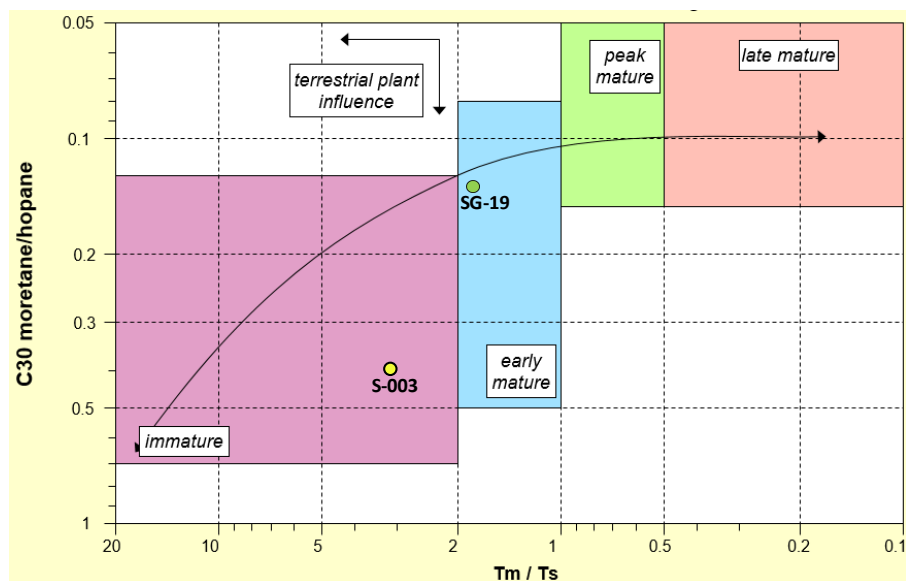 0.05
peak
mature
late mature
terrestrial plant
influence
0.1
SG-19
C30 moretane/hopane
0.2
0.3
early
mature
S-003
0.5
immature
1
20
10
5
2
1
0.5
0.2
0.1
Tm / Ts